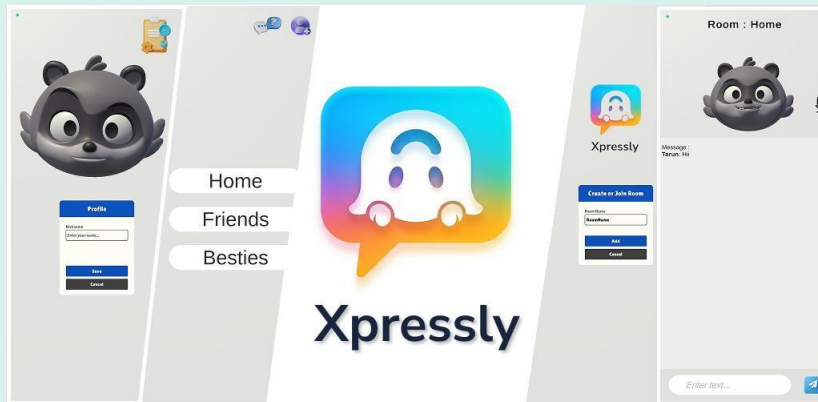 Profile
Nickname
Enter your name...
Save
Cancel
?
Home
Friends
Besties
Xpressly
Xpressly
Create or Join Room
Room Name
RoomName
Add
Cancel
Room : Home
Message :
Tarun: Hii
Enter text...